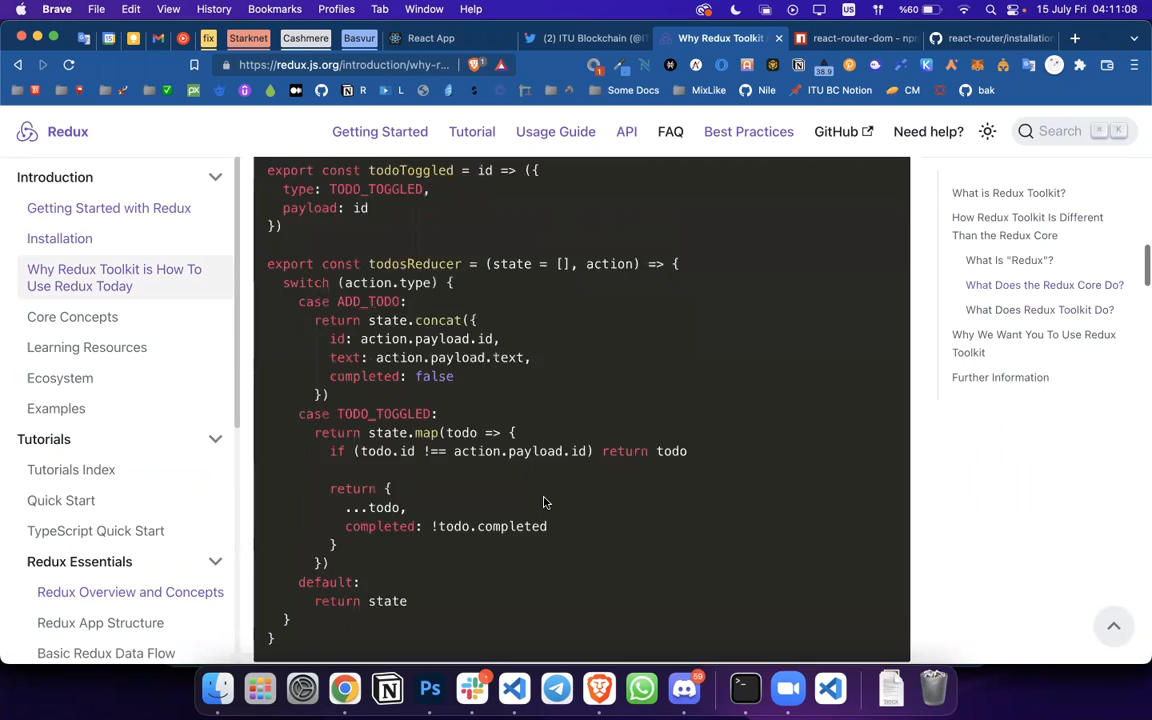 Brave File Edit View History Bookmarks Profiles Tab Window Help US %60 15 July Fri 04:11:08
fix Starknet Cashmere Basvur React App (2) ITU Blockchain (@I Why Redux Toolkit react-router-dom - npm react-router/installation
https://redux.js.org/introduction/why-r... 1 1 38.9
PX R L Some Docs MixLike Nile ITU BC Notion CM bak
Redux Getting Started Tutorial Usage Guide API FAQ Best Practices GitHub Need help? Search ⌘ K
Introduction
Getting Started with Redux
Installation
Why Redux Toolkit is How To
Use Redux Today
Core Concepts
Learning Resources
Ecosystem
Examples
Tutorials
Tutorials Index
Quick Start
TypeScript Quick Start
Redux Essentials
Redux Overview and Concepts
Redux App Structure
Basic Redux Data Flow
export const todoToggled = id => ({
type: TODO_TOGGLED,
payload: id
})
export const todosReducer = (state = [], action) => {
switch (action.type) {
case ADD_TODO:
return state.concat({
id: action.payload.id,
text: action.payload.text,
completed: false
})
case TODO_TOGGLED:
return state.map(todo => {
if (todo.id !== action.payload.id) return todo
return {
...todo,
completed: !todo.completed
}
})
default:
return state
}
}
What is Redux Toolkit?
How Redux Toolkit Is Different
Than the Redux Core
What Is "Redux"?
What Does the Redux Core Do?
What Does Redux Toolkit Do?
Why We Want You To Use Redux
Toolkit
Further Information
Ps 59